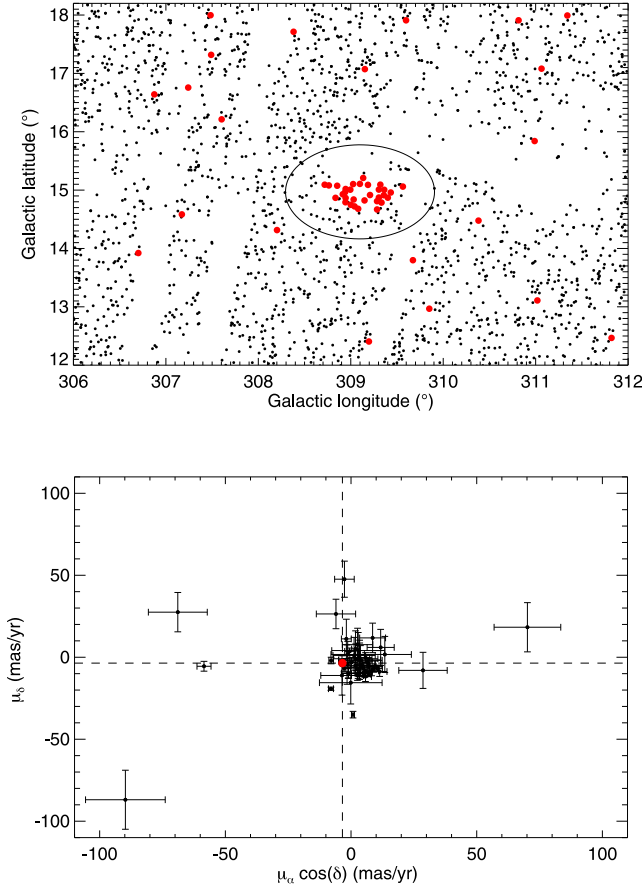 18
17
16
15
14
13
12
Galactic latitude (°)
306 307 308 309 310 311 312
Galactic longitude (°)
100
50
0
-50
-100
μδ (mas/yr)
-100 -50 0 50 100
μα cos(δ) (mas/yr)